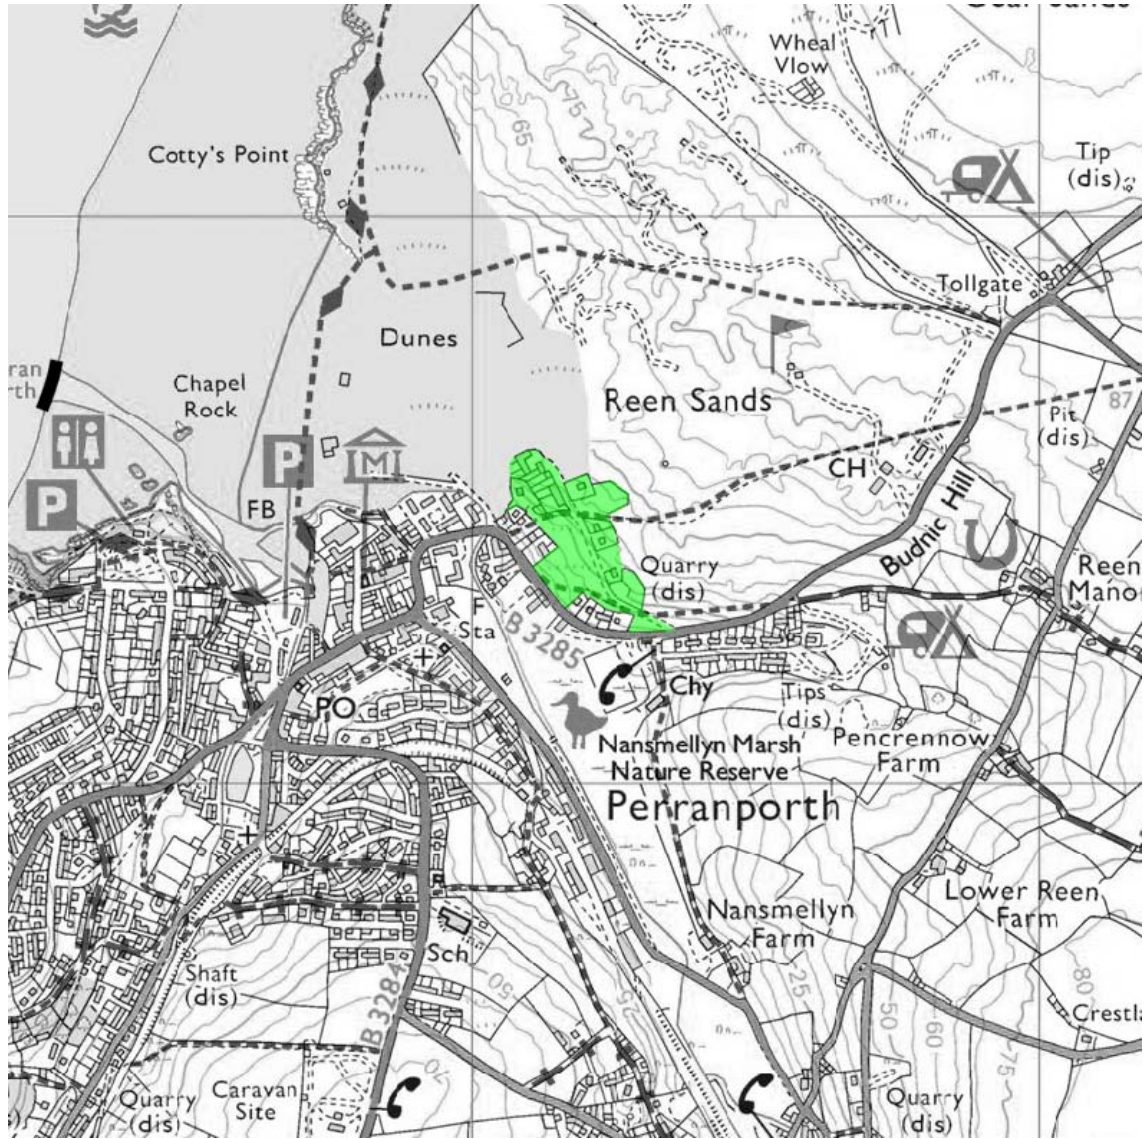 Wheal
Vlow
Cotty's Point
Tip
(dis)
75
65
Tollgate
Dunes
Chapel
Rock
Reen Sands
Pit
(dis)
87
P
M
CH
P
FB
Budnic Hill
Quarry
(dis)
Reen
Manor
F
Sta
B 3285
Chy
Tips
(dis)
PO
Nansmellyn Marsh
Nature Reserve
Pencrennow
Farm
Perranporth
Nansmellyn
Farm
Lower Reen
Farm
Sch
Shaft
(dis)
50
25
25
50
60
75
80
B 3284
70
Quarry
(dis)
Caravan
Site
Quarry
(dis)